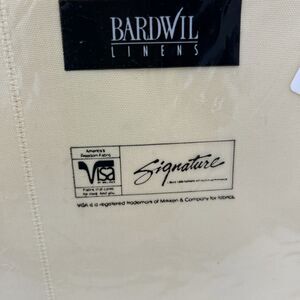 BARDWIL
LINENS
America's
Freedom Fabric
VISA
Fabric that cares
for itself. And you.
Signature
VISA is a registered trademark of Milliken & Company for fabrics.